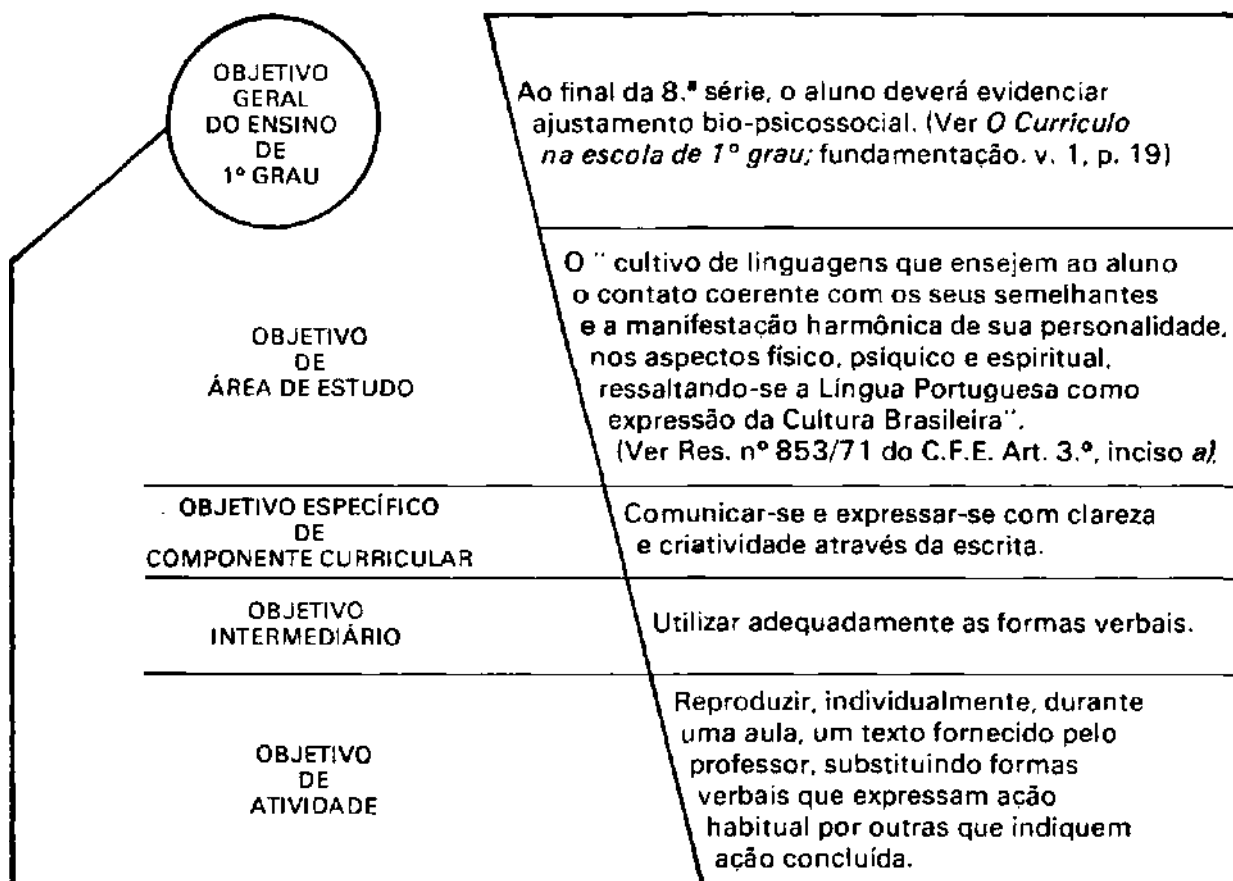 OBJETIVO
GERAL
DO ENSINO
DE
1º GRAU
Ao final da 8.ª série, o aluno deverá evidenciar
ajustamento bio-psicossocial. (Ver O Currículo
na escola de 1º grau; fundamentação. v. 1, p. 19)
OBJETIVO
DE
ÁREA DE ESTUDO
O " cultivo de linguagens que ensejem ao aluno
o contato coerente com os seus semelhantes
e a manifestação harmônica de sua personalidade,
nos aspectos físico, psíquico e espiritual,
ressaltando-se a Língua Portuguesa como
expressão da Cultura Brasileira".
(Ver Res. nº 853/71 do C.F.E. Art. 3.º, inciso a).
OBJETIVO ESPECÍFICO
DE
COMPONENTE CURRICULAR
Comunicar-se e expressar-se com clareza
e criatividade através da escrita.
OBJETIVO
INTERMEDIÁRIO
Utilizar adequadamente as formas verbais.
OBJETIVO
DE
ATIVIDADE
Reproduzir, individualmente, durante
uma aula, um texto fornecido pelo
professor, substituindo formas
verbais que expressam ação
habitual por outras que indiquem
ação concluída.